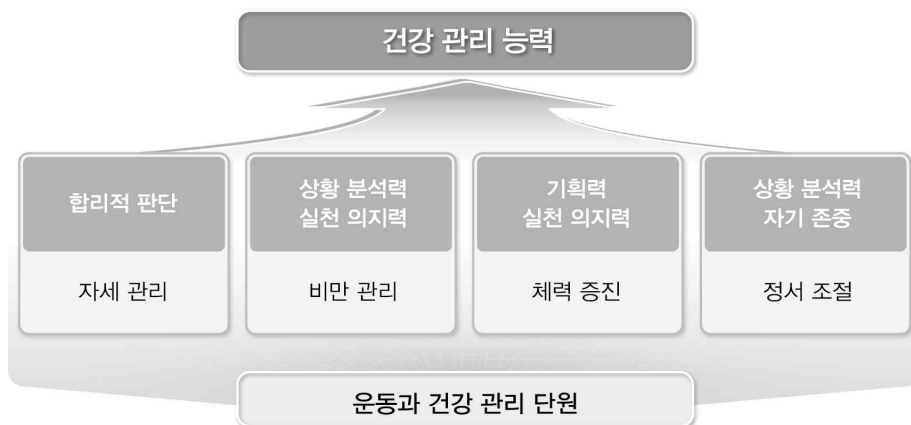 건강 관리 능력
합리적 판단
자세 관리
상황 분석력
실천 의지력
비만 관리
기획력
실천 의지력
체력 증진
상황 분석력
자기 존중
정서 조절
운동과 건강 관리 단원